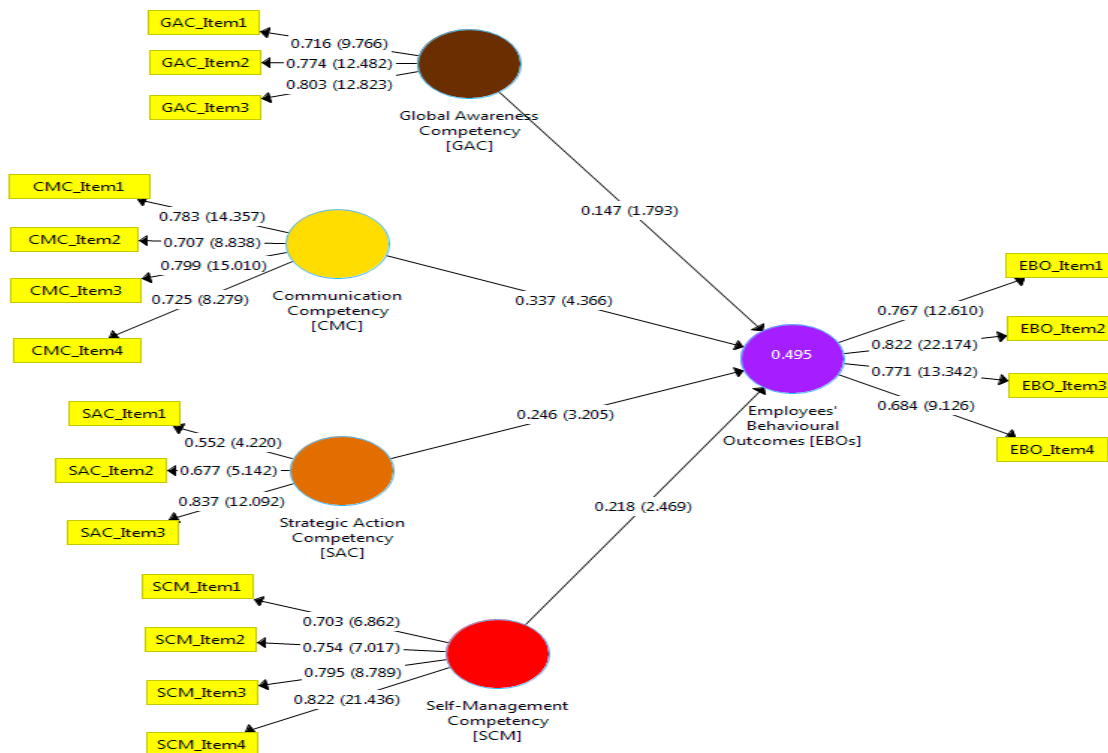 GAC_Item1
0.716 (9.766)
GAC_Item2
0.774 (12.482)
0.803 (12.823)
GAC_Item3
Global Awareness
Competency
[GAC]
0.147 (1.793)
CMC_Item1
0.783 (14.357)
CMC_Item2
0.707 (8.838)
0.799 (15.010)
CMC_Item3
0.725 (8.279)
CMC_Item4
Communication
Competency
[CMC]
0.337 (4.366)
SAC_Item1
0.552 (4.220)
SAC_Item2
0.677 (5.142)
0.837 (12.092)
SAC_Item3
Strategic Action
Competency
[SAC]
0.246 (3.205)
SCM_Item1
0.703 (6.862)
SCM_Item2
0.754 (7.017)
0.795 (8.789)
SCM_Item3
0.822 (21.436)
SCM_Item4
Self-Management
Competency
[SCM]
0.218 (2.469)
0.495
Employees'
Behavioural
Outcomes [EBOs]
EBO_Item1
0.767 (12.610)
EBO_Item2
0.822 (22.174)
0.771 (13.342)
EBO_Item3
0.684 (9.126)
EBO_Item4